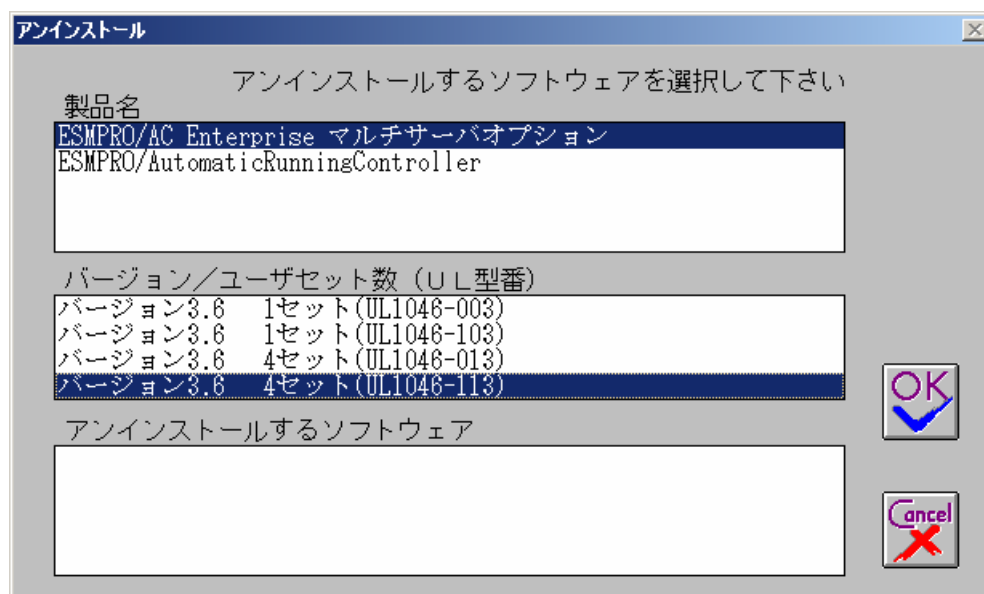 アンインストール
アンインストールするソフトウェアを選択して下さい
製品名
ESMPRO/AC Enterprise マルチサーバオプション
ESMPRO/AutomaticRunningController
バージョン／ユーザセット数（ＵＬ型番）
バージョン3.6　1セット(UL1046-003)
バージョン3.6　1セット(UL1046-103)
バージョン3.6　4セット(UL1046-013)
バージョン3.6　4セット(UL1046-113)
OK
アンインストールするソフトウェア
Cancel